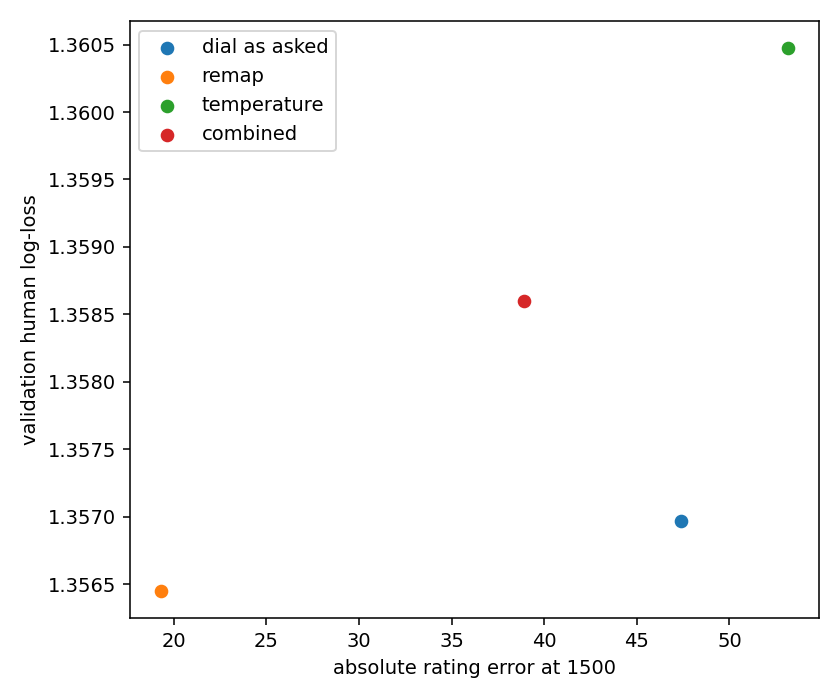 dial as asked
remap
temperature
combined
1.3605
1.3600
1.3595
1.3590
1.3585
1.3580
1.3575
1.3570
1.3565
validation human log-loss
20 25 30 35 40 45 50
absolute rating error at 1500